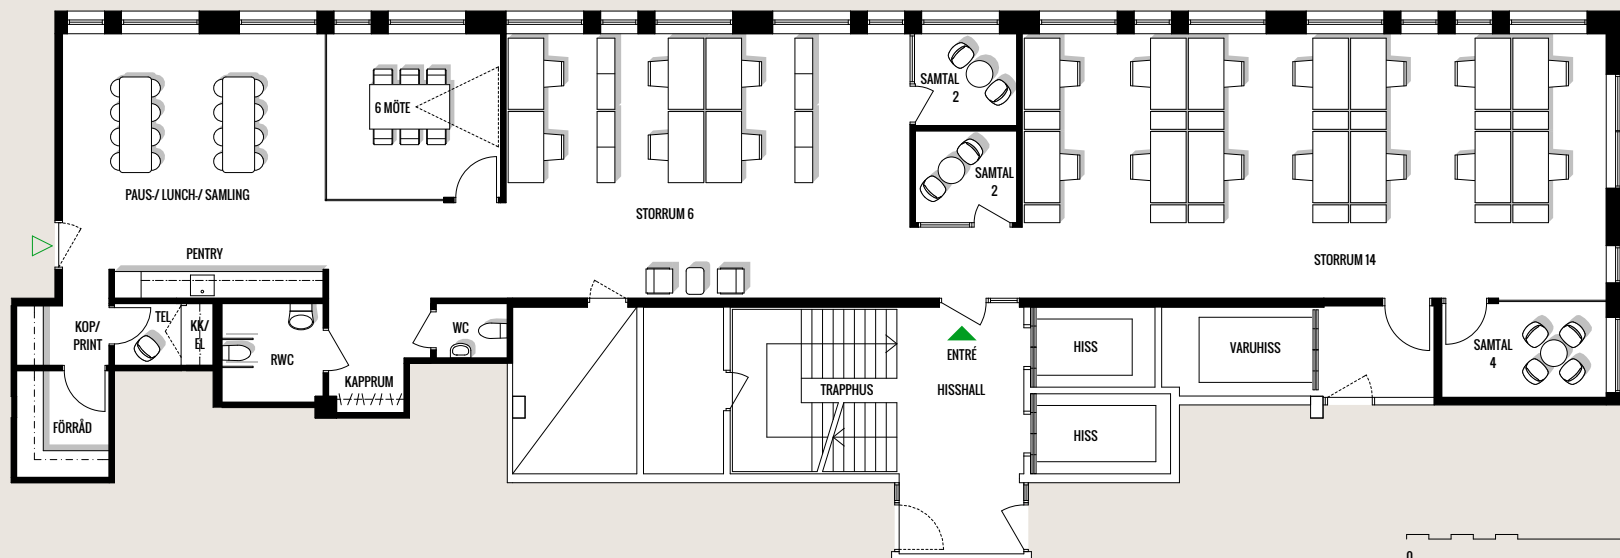 SAMTAL
2
6 MÖTE
SAMTAL
2
PAUS-/ LUNCH-/ SAMLING
STORRUM 6
PENTRY
STORRUM 14
KOP/
PRINT
TEL
KK/
EL
RWC
WC
KAPPRUM
ENTRÉ
TRAPPHUS
HISSHALL
HISS
VARUHISS
SAMTAL
4
FÖRRÅD
HISS
0